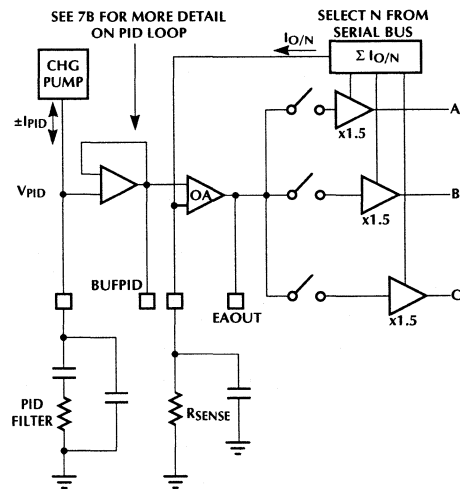 SEE 7B FOR MORE DETAIL
ON PID LOOP
SELECT N FROM
SERIAL BUS
IO/N
Σ IO/N
CHG
PUMP
±IPID
VPID
OA
x1.5
A
x1.5
B
x1.5
C
BUFPID
EAOUT
PID
FILTER
RSENSE